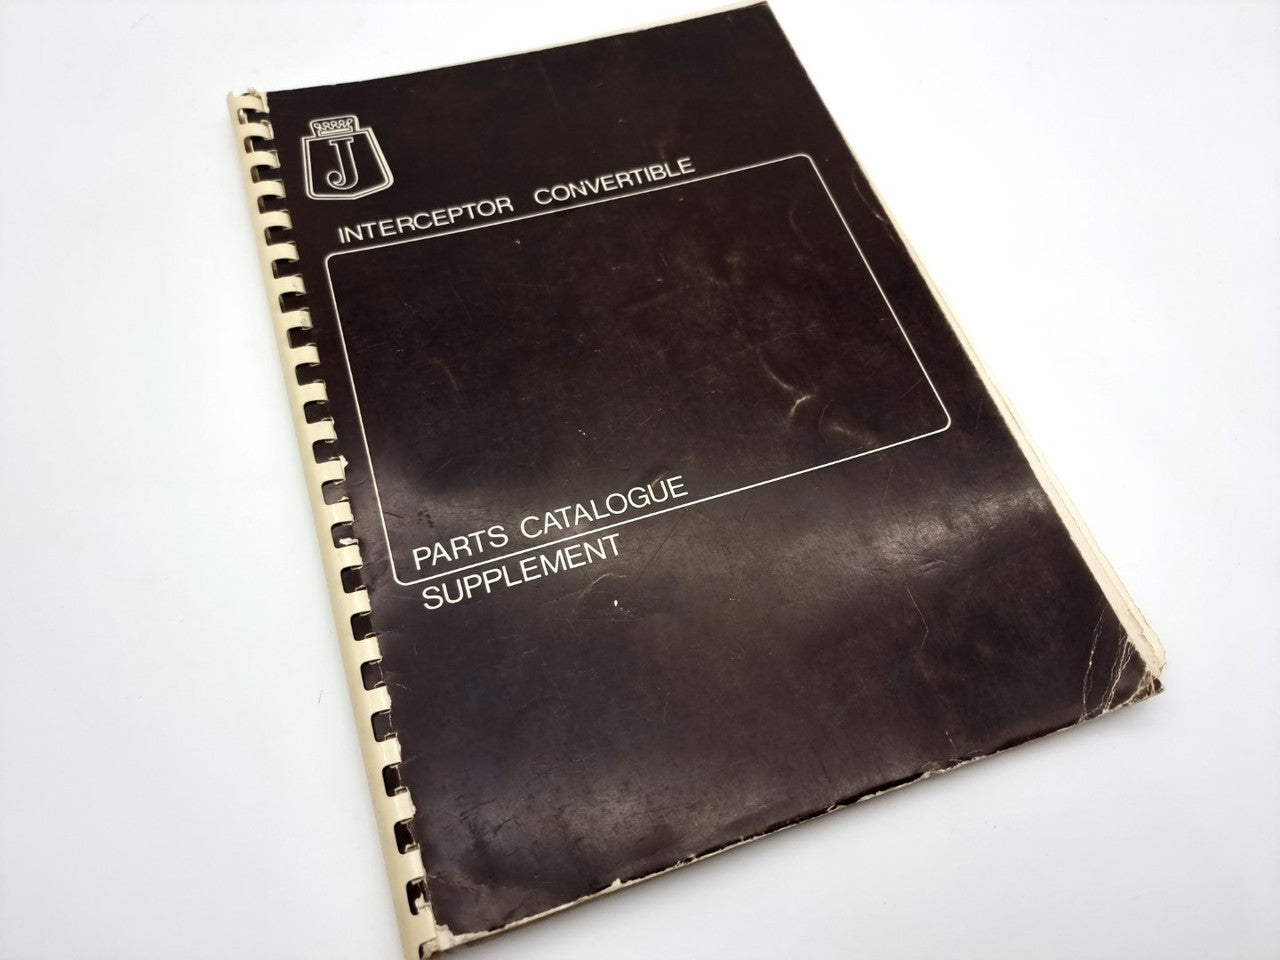 J
INTERCEPTOR CONVERTIBLE
PARTS CATALOGUE
SUPPLEMENT